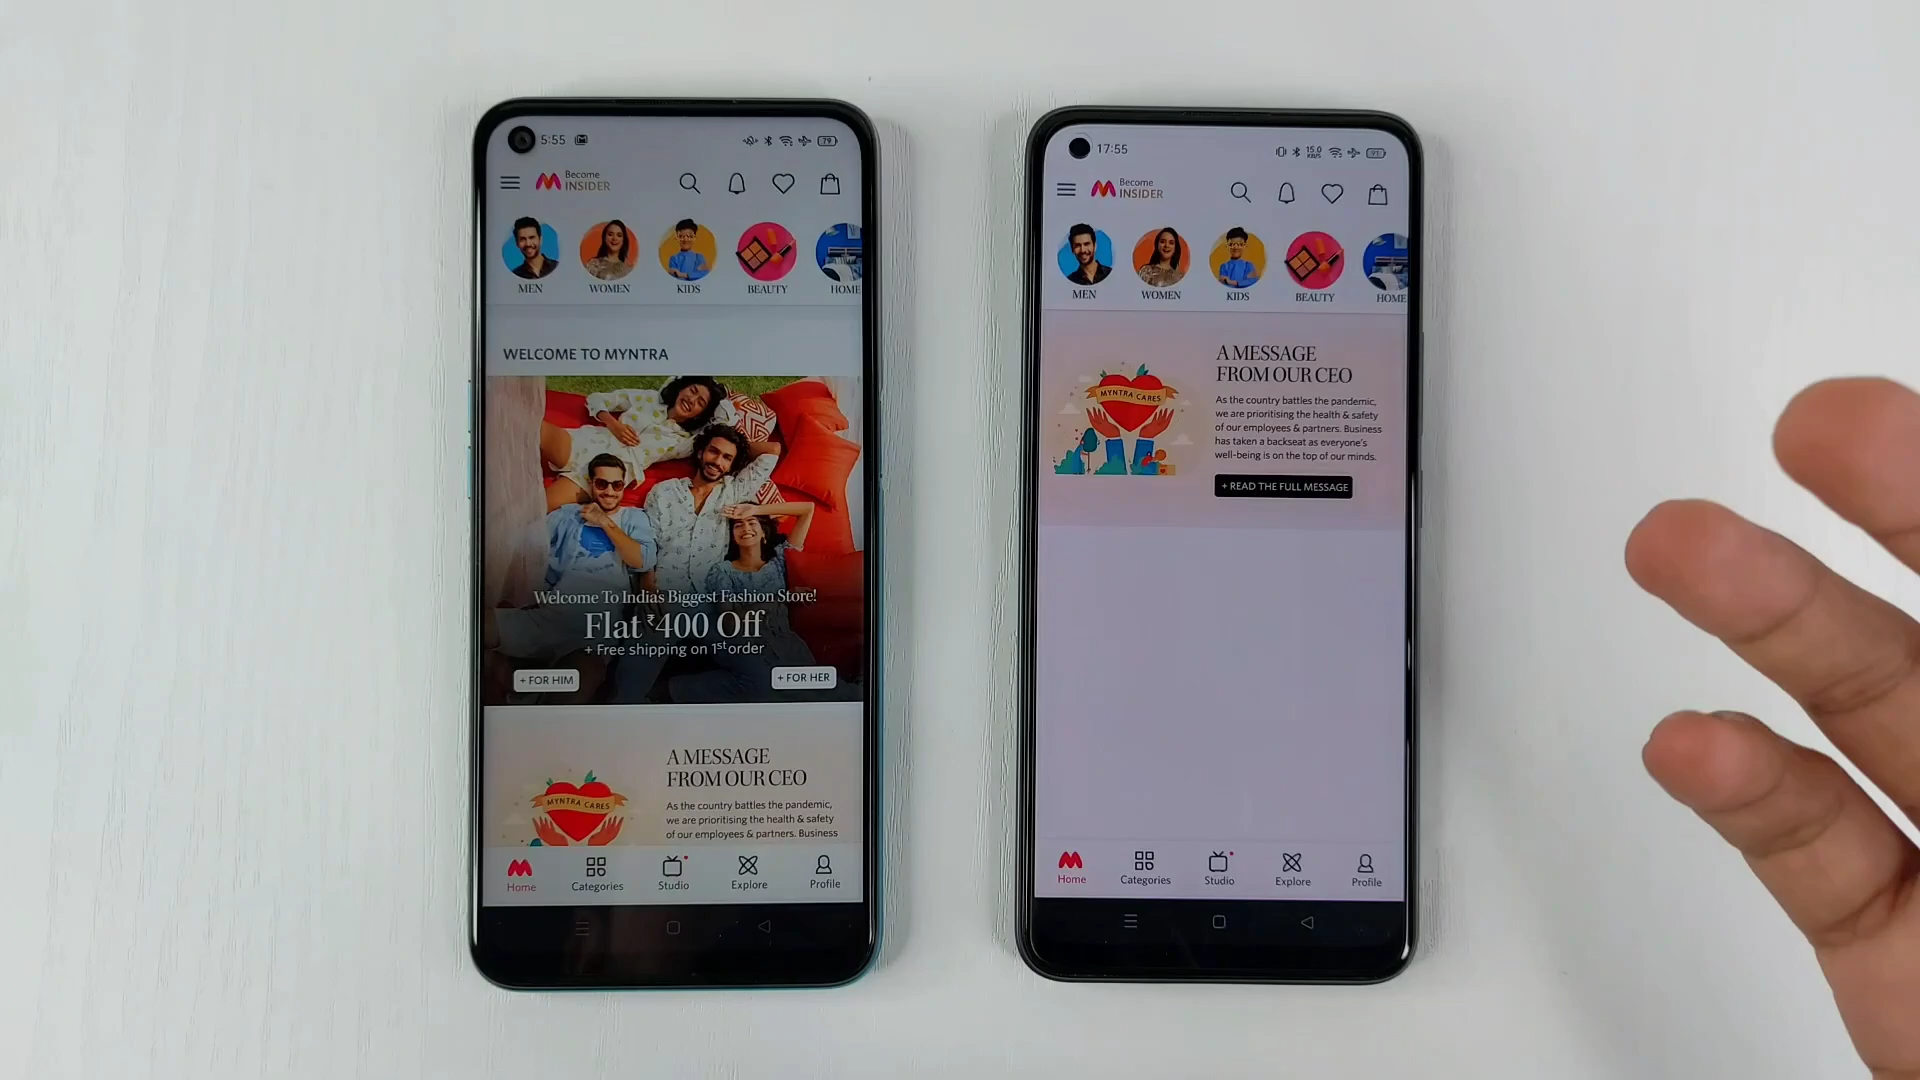 5:55
79
Become
INSIDER
MEN
WOMEN
KIDS
BEAUTY
HOME
WELCOME TO MYNTRA
Welcome To India's Biggest Fashion Store!
Flat ₹400 Off
+ Free shipping on 1st order
+ FOR HIM
+ FOR HER
MYNTRA CARES
A MESSAGE
FROM OUR CEO
As the country battles the pandemic,
we are prioritising the health & safety
of our employees & partners. Business
Home
Categories
Studio
Explore
Profile
17:55
15.0
KB/S
91
Become
INSIDER
MEN
WOMEN
KIDS
BEAUTY
HOME
MYNTRA CARES
A MESSAGE
FROM OUR CEO
As the country battles the pandemic,
we are prioritising the health & safety
of our employees & partners. Business
has taken a backseat as everyone's
well-being is on the top of our minds.
+ READ THE FULL MESSAGE
Home
Categories
Studio
Explore
Profile